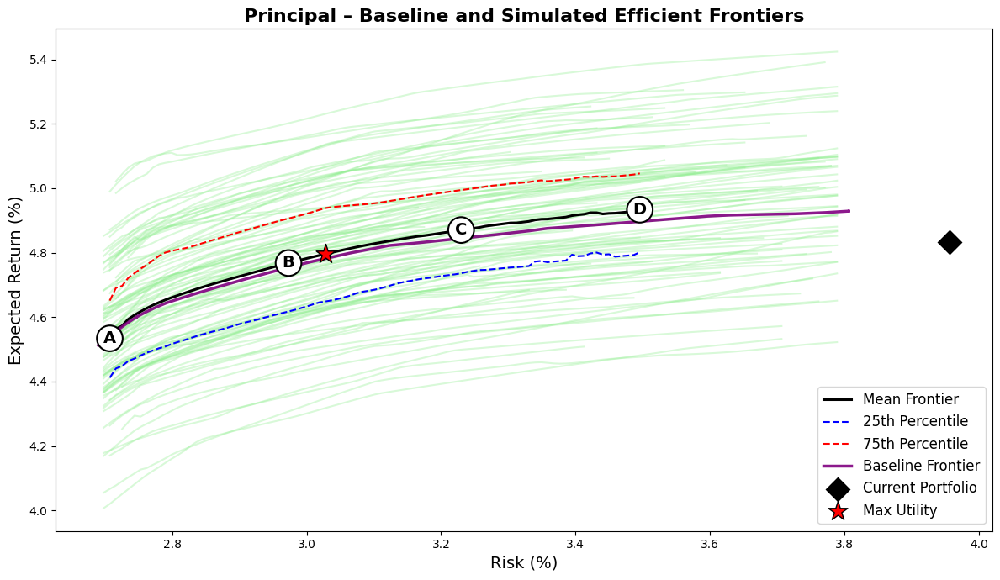 Principal – Baseline and Simulated Efficient Frontiers
Expected Return (%)
5.4
5.2
5.0
4.8
4.6
4.4
4.2
4.0
A
B
C
D
Mean Frontier
25th Percentile
75th Percentile
Baseline Frontier
Current Portfolio
Max Utility
2.8 3.0 3.2 3.4 3.6 3.8 4.0
Risk (%)